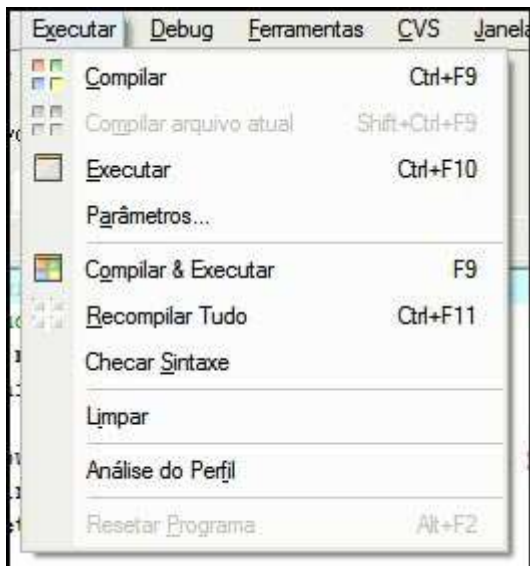 Executar Debug Ferramentas CVS Janela
Compilar Ctrl+F9
Compilar arquivo atual Shift+Ctrl+F9
Executar Ctrl+F10
Parâmetros...
Compilar & Executar F9
Recompilar Tudo Ctrl+F11
Checar Sintaxe
Limpar
Análise do Perfil
Resetar Programa Alt+F2